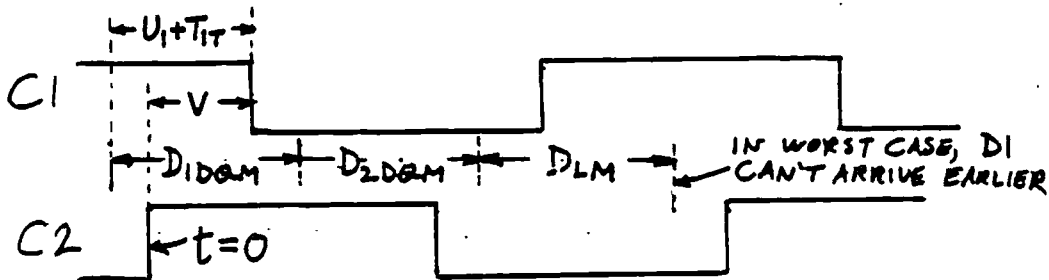 U1+T1T
C1
V
D1DQM D2DQM DLM
IN WORST CASE, D1
CAN'T ARRIVE EARLIER
C2
t=0